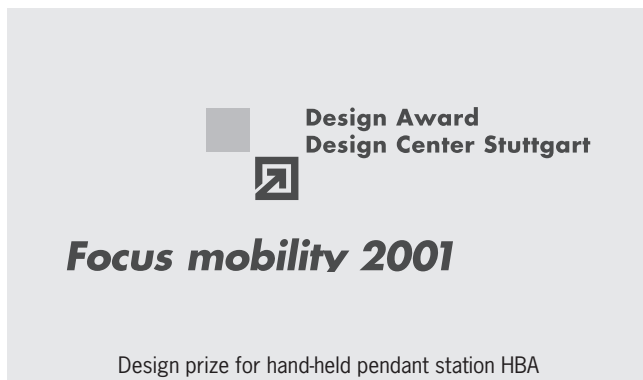 Design Award
Design Center Stuttgart
Focus mobility 2001
Design prize for hand-held pendant station HBA